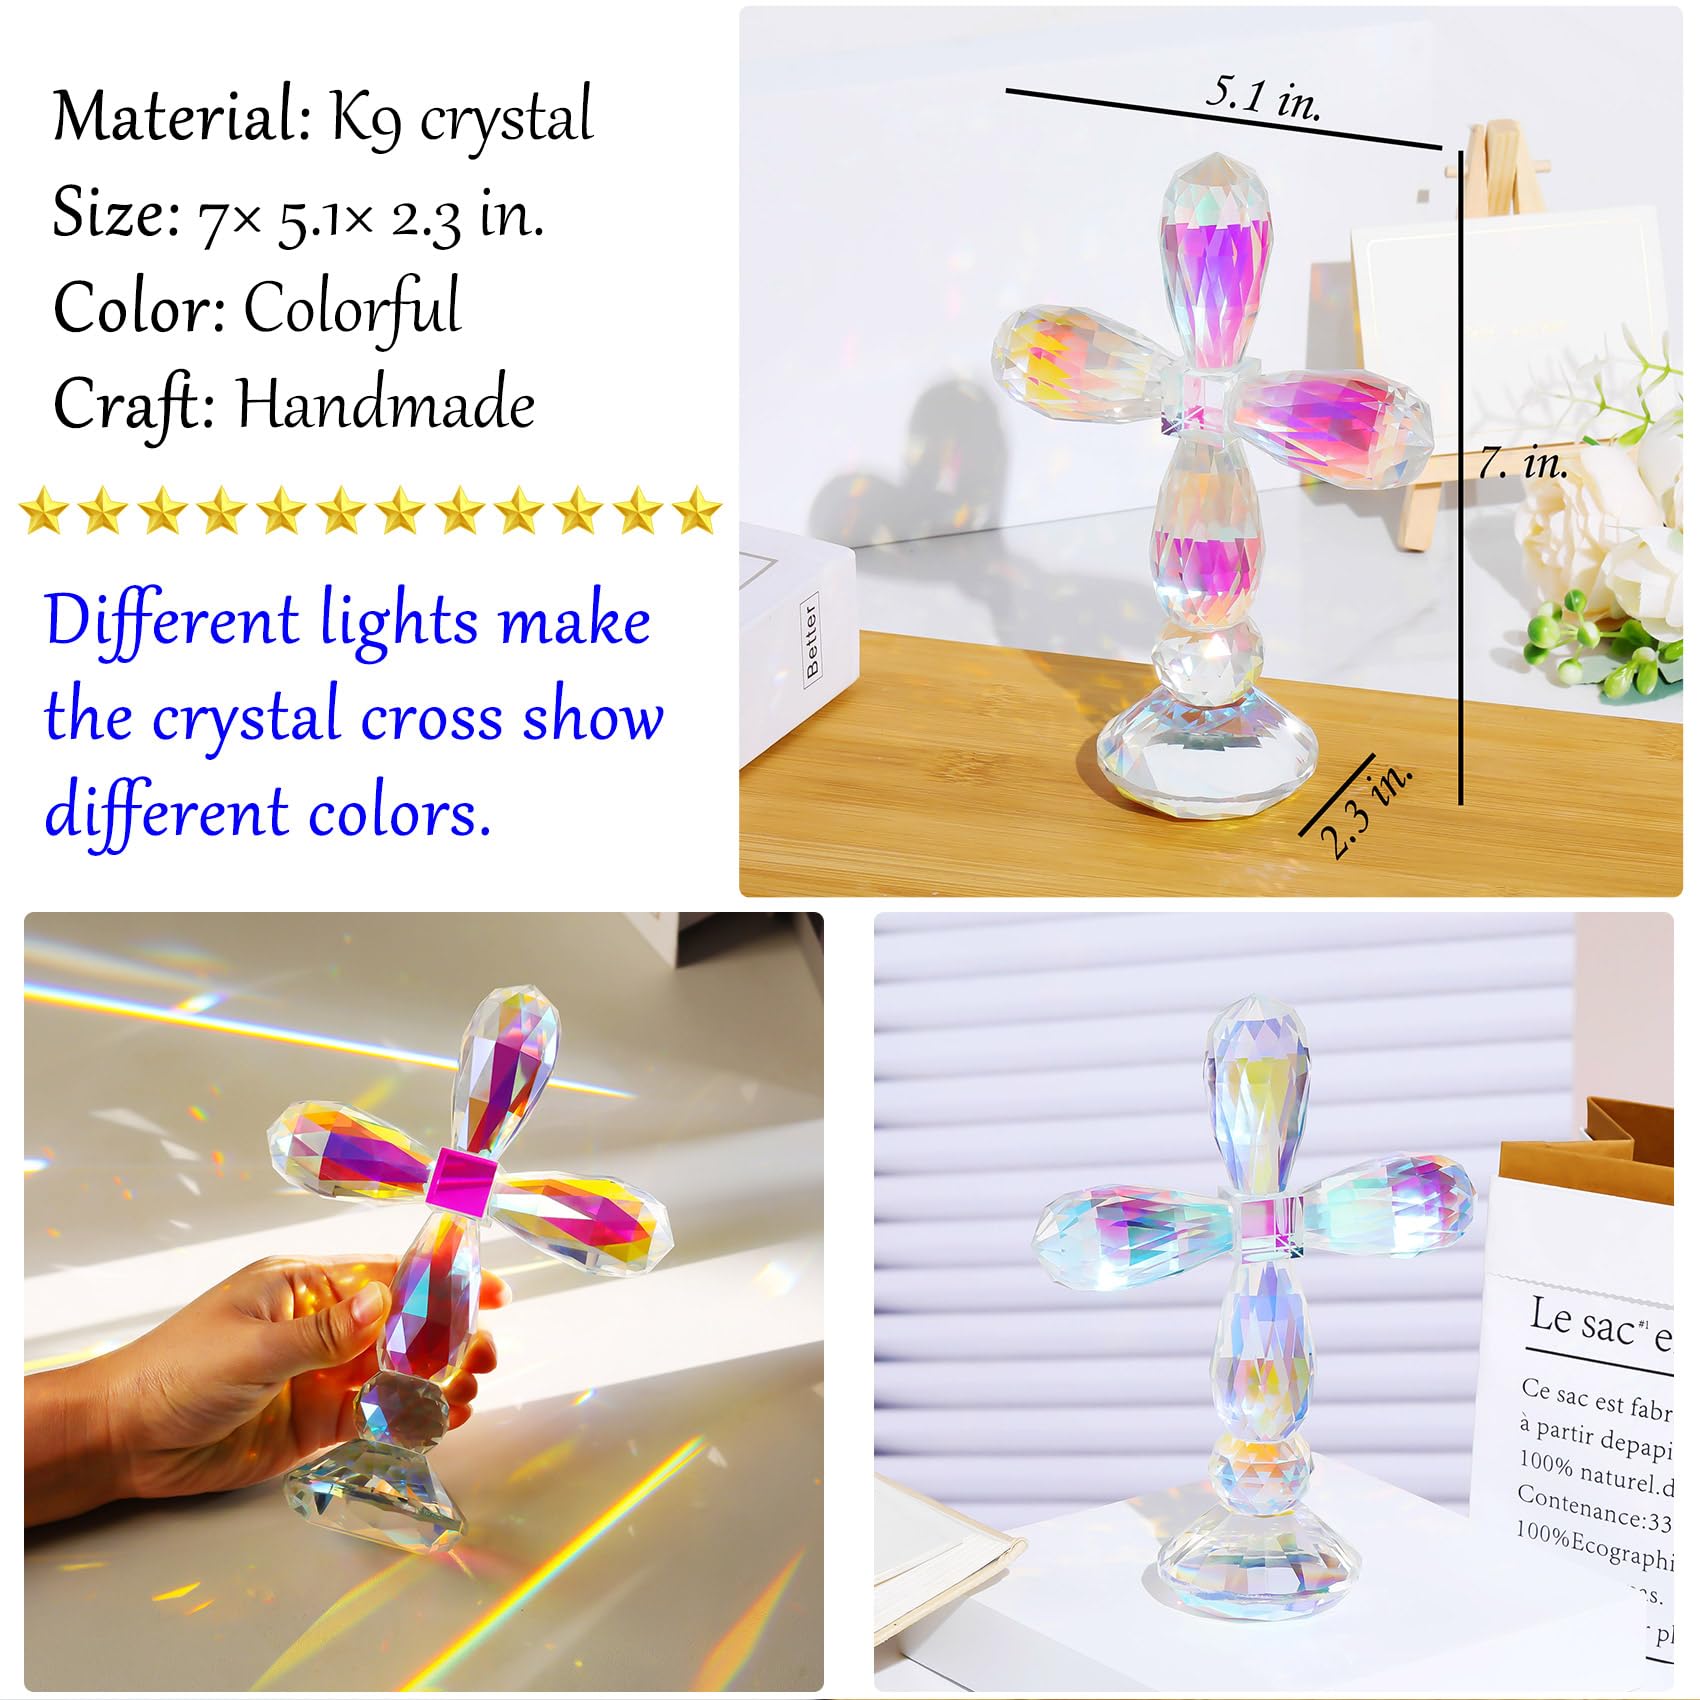 Material: K9 crystal
Size: 7× 5.1× 2.3 in.
Color: Colorful
Craft: Handmade
Different lights make
the crystal cross show
different colors.
5.1 in.
7. in.
2.3 in.
Better
Le sac#1 e
Ce sac est fabr
à partir depapi
100% naturel.d
Contenance:33
100%Ecographi